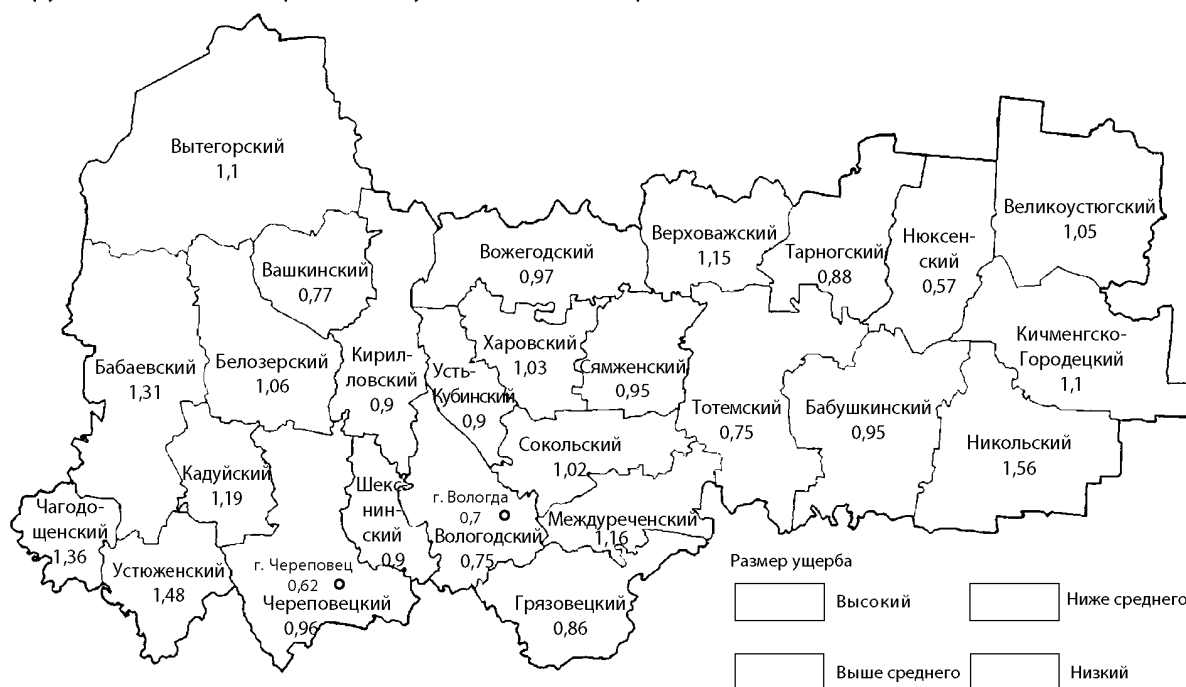 Вытегорский
1,1
Вашкинский
0,77
Вожегодский
0,97
Верховажский
1,15
Тарногский
0,88
Нюксен-
ский
0,57
Великоустюгский
1,05
Бабаевский
1,31
Белозерский
1,06
Кирил-
ловский
0,9
Усть-
Кубинский
0,9
Харовский
1,03
Сямженский
0,95
Тотемский
0,75
Бабушкинский
0,95
Кичменгско-
Городецкий
1,1
Никольский
1,56
Кадуйский
1,19
Сокольский
1,02
Чагодо-
щенский
1,36
Устюженский
1,48
г. Череповец
0,62
Череповецкий
0,96
Шекс-
нин-
ский
0,9
г. Вологда
0,7
Вологодский
0,75
Междуреченский
1,16
Грязовецкий
0,86
Размер ущерба
Высокий
Ниже среднего
Выше среднего
Низкий